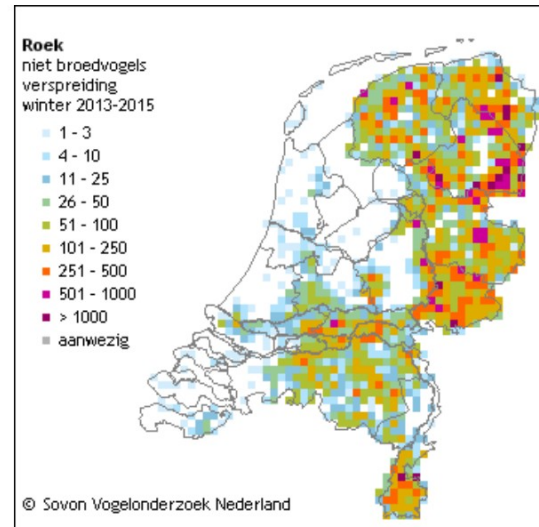 Roek
niet broedvogels
verspreiding
winter 2013-2015
1 - 3
4 - 10
11 - 25
26 - 50
51 - 100
101 - 250
251 - 500
501 - 1000
> 1000
aanwezig
© Sovon Vogelonderzoek Nederland